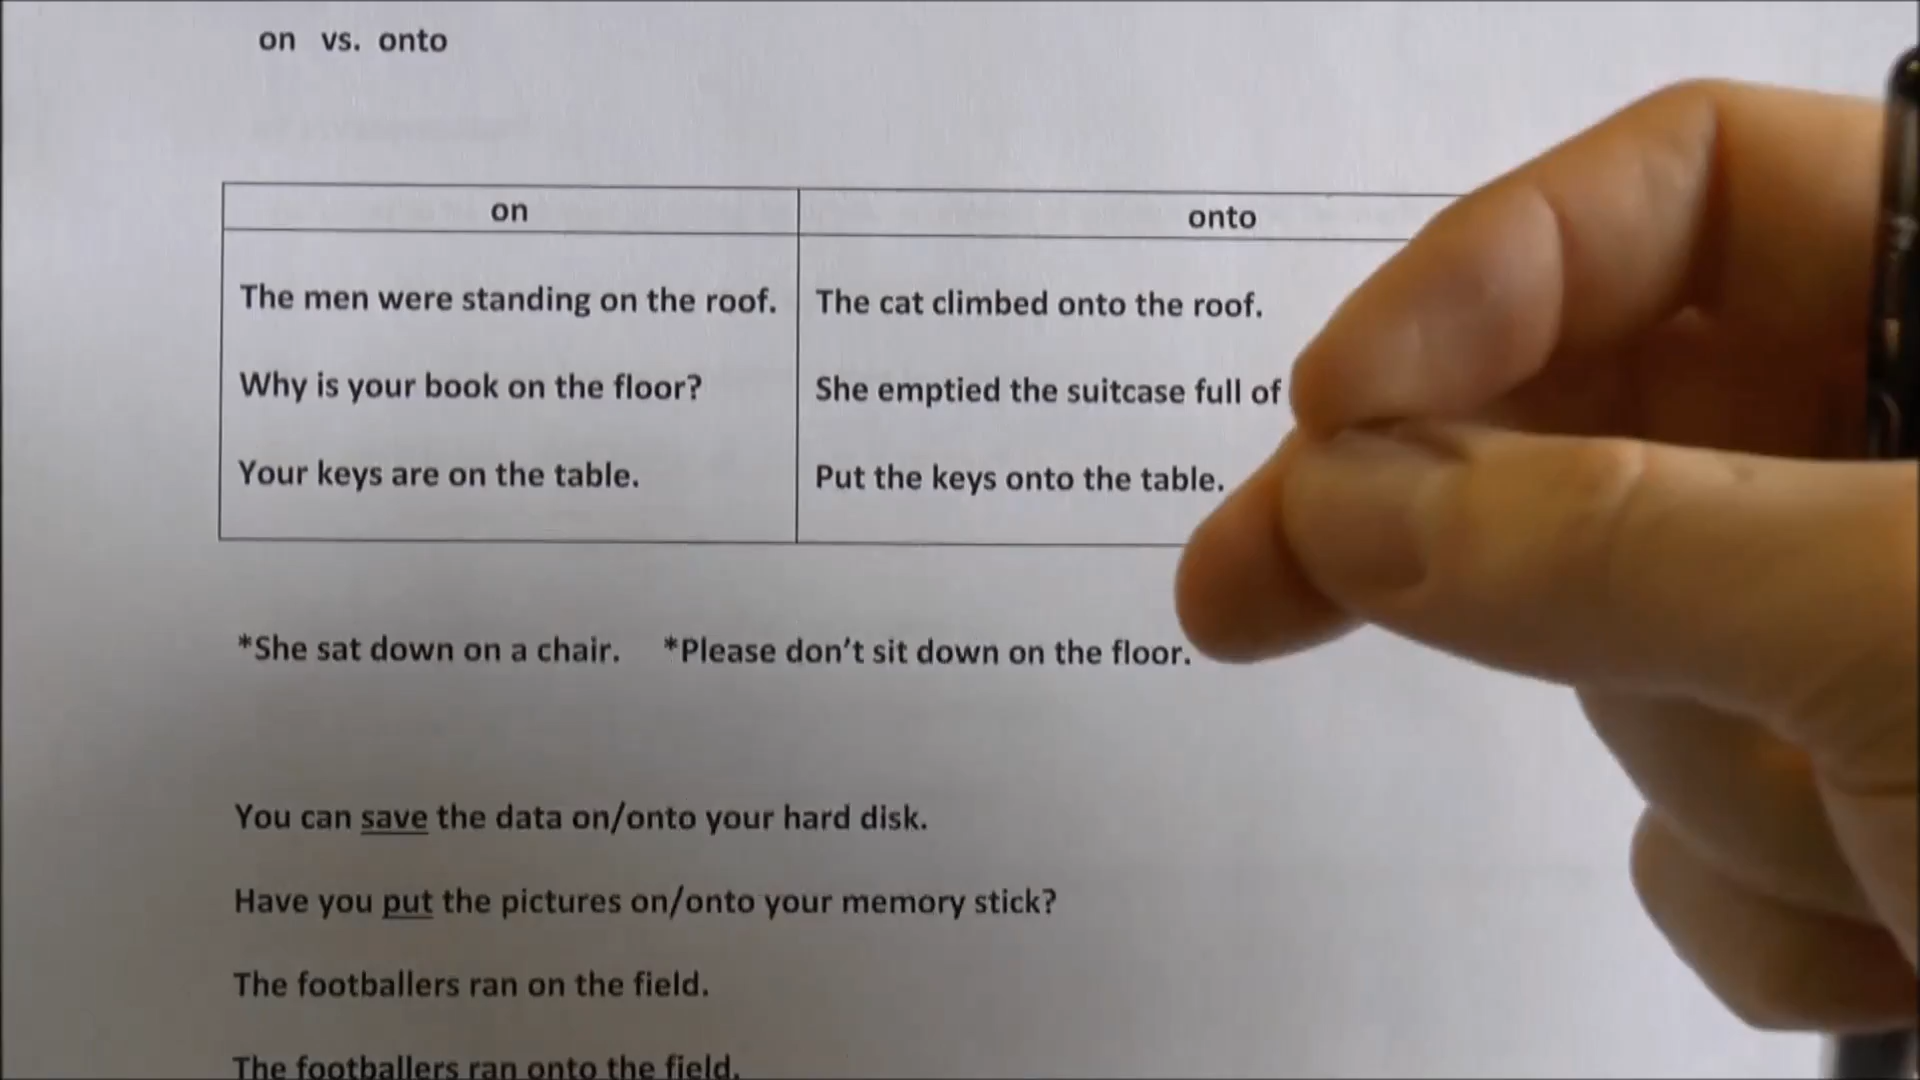 on vs. onto
on
onto
The men were standing on the roof.
The cat climbed onto the roof.
Why is your book on the floor?
She emptied the suitcase full of
Your keys are on the table.
Put the keys onto the table.
*She sat down on a chair. *Please don't sit down on the floor.
You can save the data on/onto your hard disk.
Have you put the pictures on/onto your memory stick?
The footballers ran on the field.
The footballers ran onto the field.